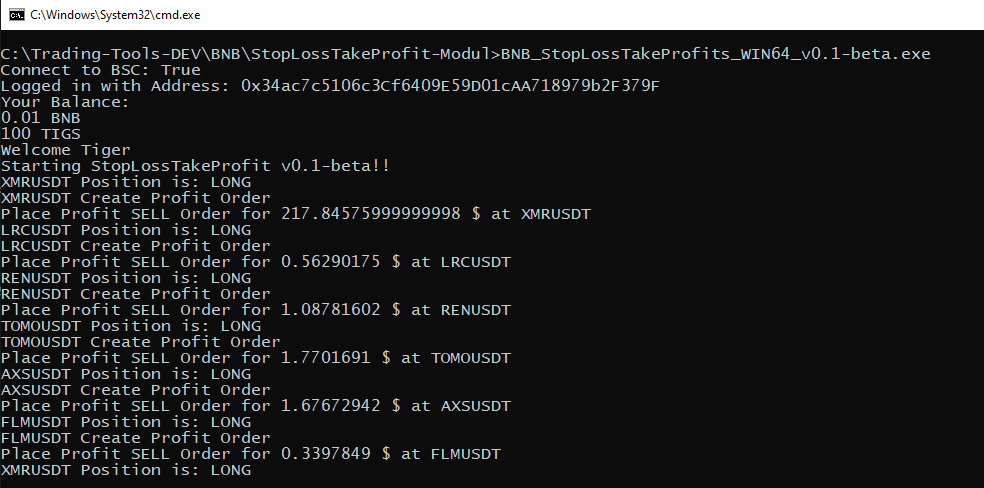 C:\Windows\System32\cmd.exe
C:\Trading-Tools-DEV\BNB\StopLossTakeProfit-Modul>BNB_StopLossTakeProfits_WIN64_v0.1-beta.exe
Connect to BSC: True
Logged in with Address: 0x34ac7c5106c3Cf6409E59D01cAA718979b2F379F
Your Balance:
0.01 BNB
100 TIGS
Welcome Tiger
Starting StopLossTakeProfit v0.1-beta!!
XMRUSDT Position is: LONG
XMRUSDT Create Profit Order
Place Profit SELL Order for 217.84575999999998 $ at XMRUSDT
LRCUSDT Position is: LONG
LRCUSDT Create Profit Order
Place Profit SELL Order for 0.56290175 $ at LRCUSDT
RENUSDT Position is: LONG
RENUSDT Create Profit Order
Place Profit SELL Order for 1.08781602 $ at RENUSDT
TOMOUSDT Position is: LONG
TOMOUSDT Create Profit Order
Place Profit SELL Order for 1.7701691 $ at TOMOUSDT
AXSUSDT Position is: LONG
AXSUSDT Create Profit Order
Place Profit SELL Order for 1.67672942 $ at AXSUSDT
FLMUSDT Position is: LONG
FLMUSDT Create Profit Order
Place Profit SELL Order for 0.3397849 $ at FLMUSDT
XMRUSDT Position is: LONG